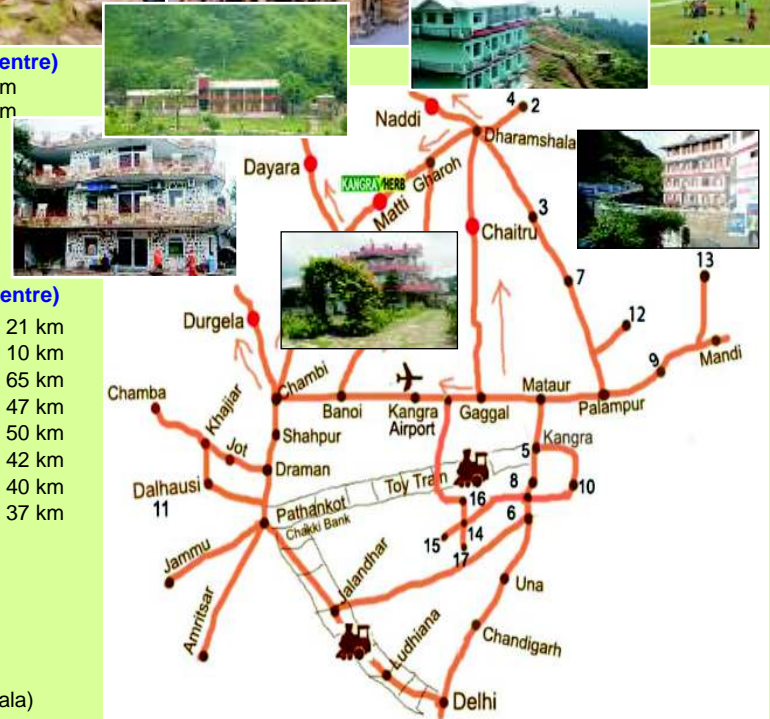 entre)
m
m
entre)
21 km
10 km
65 km
47 km
50 km
42 km
40 km
37 km
ala)
4
2
Naddi
Dharamshala
Dayara
Gharoh
KANGRA HERB
Matti
3
Chaitru
13
7
Durgela
12
9
Mandi
Chamba
Chambi
Khajjiar
Banoi
Kangra
Airport
Gaggal
Mataur
Palampur
Jot
Shahpur
Kangra
5
Draman
Dalhausi
11
Toy Train
8
10
16
Pathankot
Chakki Bank
6
14
15
17
Jammu
Jalandhar
Una
Amritsar
Ludhiana
Chandigarh
Delhi